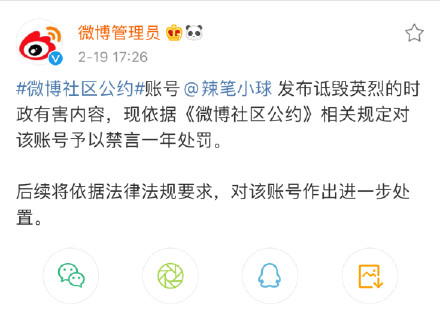 微博管理员
2-19 17:26
#微博社区公约#账号 @辣笔小球 发布诋毁英烈的时
政有害内容，现依据《微博社区公约》相关规定对
该账号予以禁言一年处罚。
后续将依据法律法规要求，对该账号作出进一步处
置。